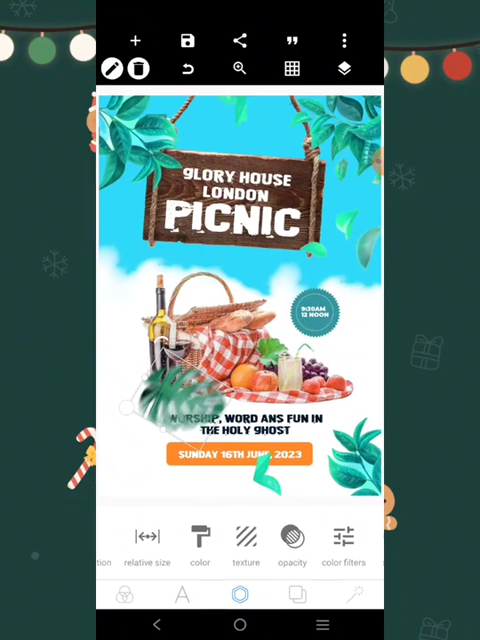 gLORY HOUSE
LONDON
PICNIC
9:30AM
12 NOON
WORSHIP, WORD ANS FUN IN
THE HOLY gHOST
SUNDAY 16TH JUNE, 2023
tion
relative size
color
texture
opacity
color filters